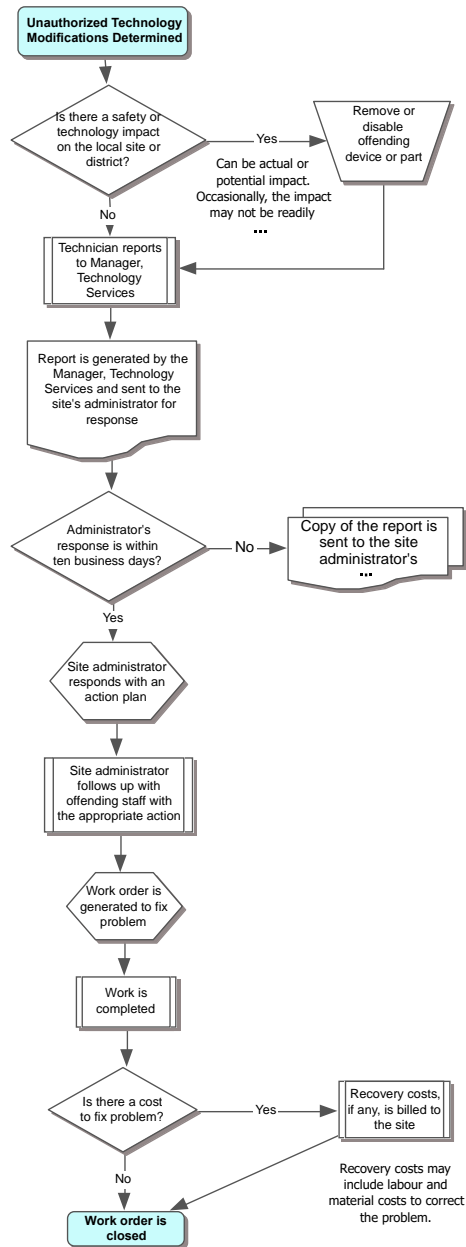 Unauthorized Technology
Modifications Determined
Is there a safety or
technology impact
on the local site or
district?
Yes
Remove or
disable
offending
device or part
Can be actual or
potential impact.
Occasionally, the impact
may not be readily
...
No
Technician reports
to Manager,
Technology
Services
Report is generated by the
Manager, Technology
Services and sent to the
site's administrator for
response
Administrator's
response is within
ten business days?
No
Copy of the report is
sent to the site
administrator's
...
Yes
Site administrator
responds with an
action plan
Site administrator
follows up with
offending staff with
the appropriate action
Work order is
generated to fix
problem
Work is
completed
Is there a cost
to fix problem?
Yes
Recovery costs,
if any, is billed to
the site
Recovery costs may
include labour and
material costs to correct
the problem.
No
Work order is
closed